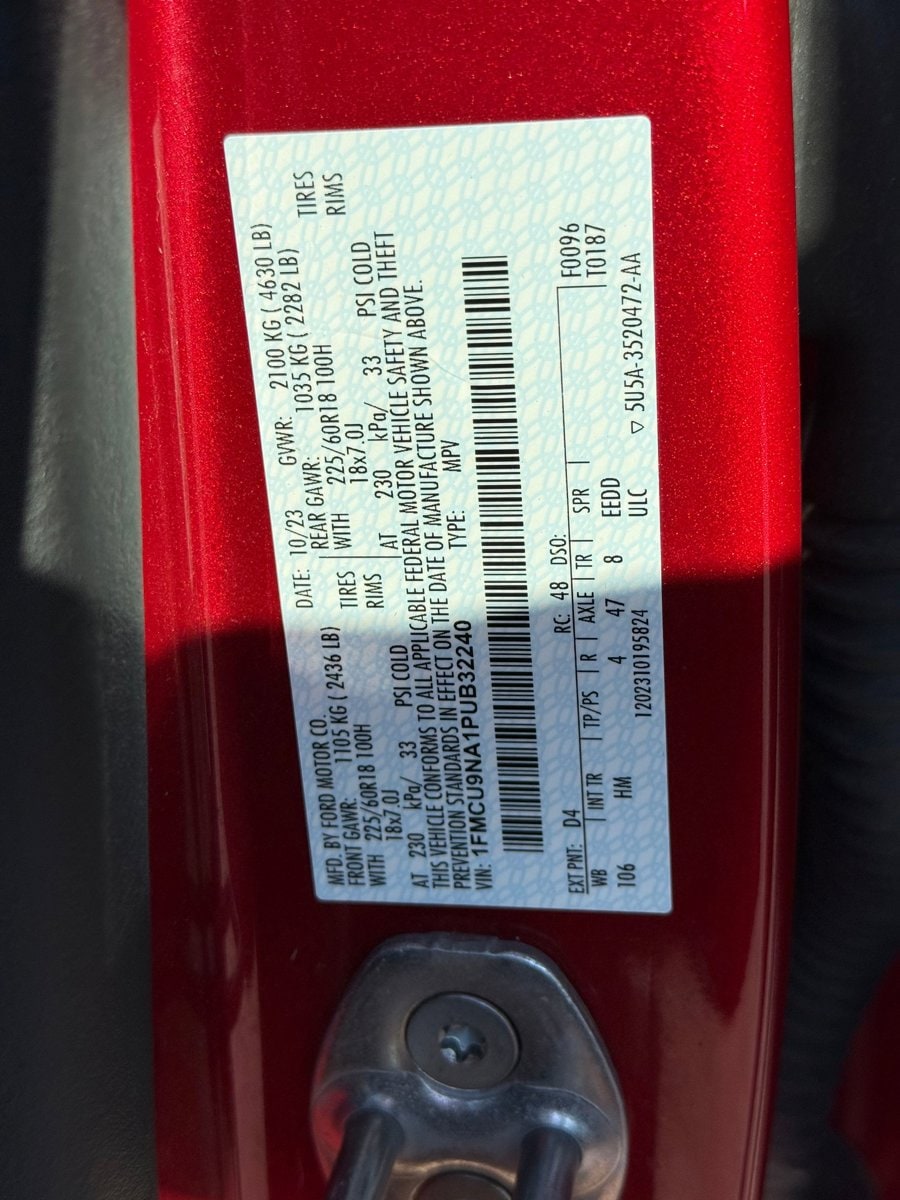 MFD. BY FORD MOTOR CO.
DATE: 10/23 GVWR: 2100 KG ( 4630 LB)
FRONT GAWR: 1105 KG ( 2436 LB) REAR GAWR: 1035 KG ( 2282 LB)
WITH 225/60R18 100H TIRES WITH 225/60R18 100H TIRES
18x7.0J RIMS 18x7.0J RIMS
AT 230 kPa/ 33 PSI COLD AT 230 kPa/ 33 PSI COLD
THIS VEHICLE CONFORMS TO ALL APPLICABLE FEDERAL MOTOR VEHICLE SAFETY AND THEFT
PREVENTION STANDARDS IN EFFECT ON THE DATE OF MANUFACTURE SHOWN ABOVE.
VIN: 1FMCU9NA1PUB32240 TYPE: MPV
EXT PNT: D4 RC: 48 DSO: F0096
WB INT TR TP/PS R AXLE TR SPR T0187
106 HM 4 47 8 EEDD
1202310195824 ULC ▽ 5U5A-3520472-AA